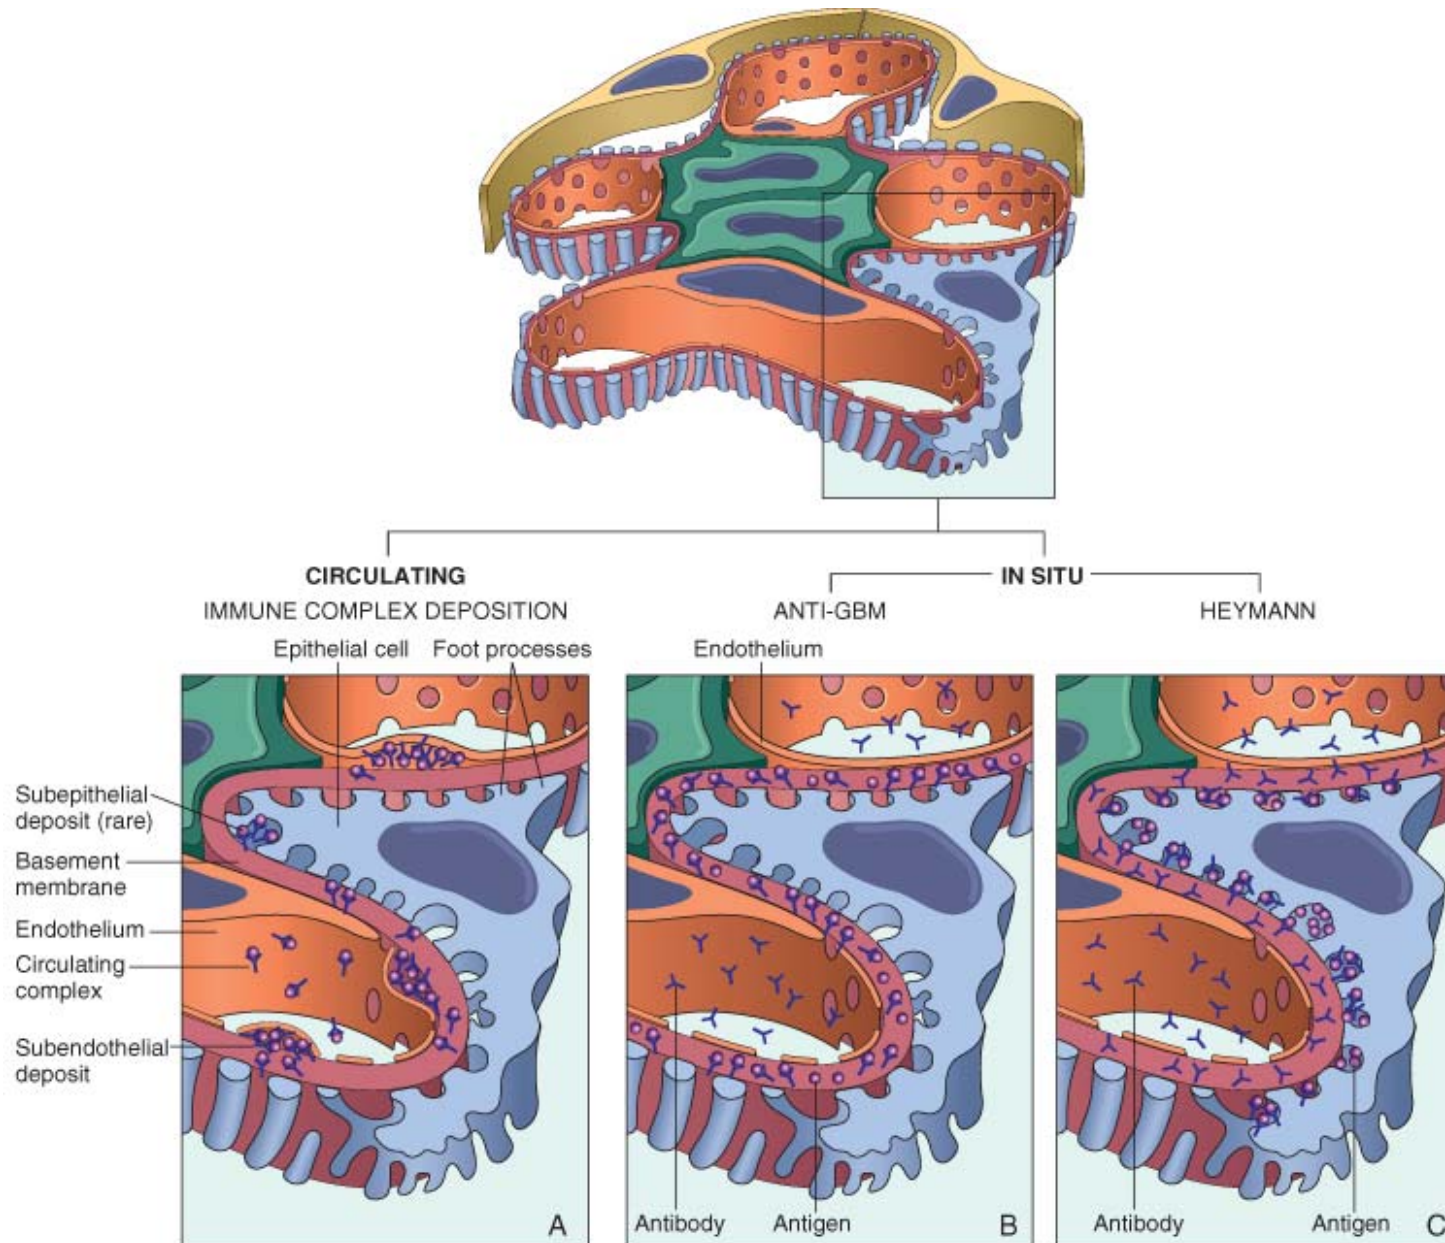 CIRCULATING
IN SITU
IMMUNE COMPLEX DEPOSITION
ANTI-GBM
HEYMANN
Epithelial cell
Foot processes
Endothelium
Subepithelial
deposit (rare)
Basement
membrane
Endothelium
Circulating
complex
Subendothelial
deposit
A
Antibody
Antigen
B
Antibody
Antigen
C